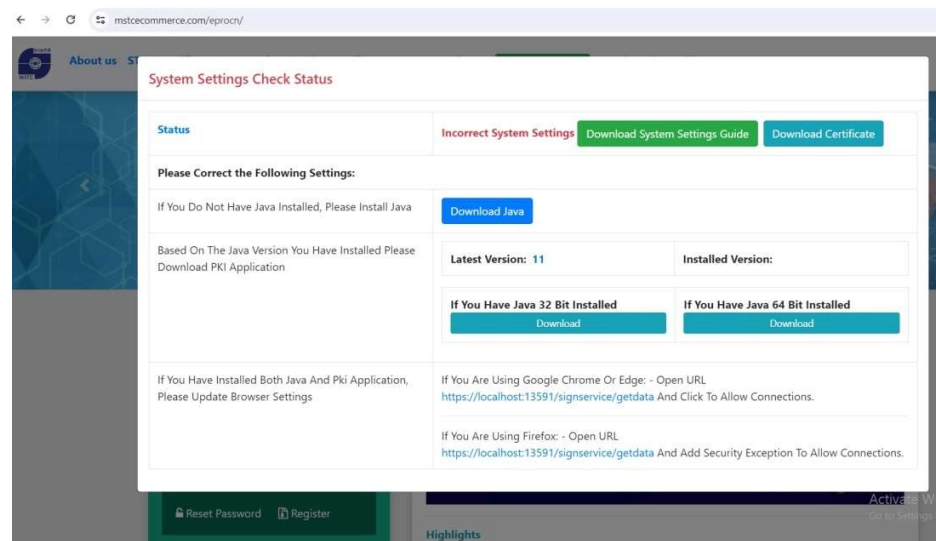 mstcecommerce.com/eprocn/
About us
System Settings Check Status
Status
Incorrect System Settings Download System Settings Guide Download Certificate
Please Correct the Following Settings:
If You Do Not Have Java Installed, Please Install Java
Download Java
Based On The Java Version You Have Installed Please
Download PKI Application
Latest Version: 11
Installed Version:
If You Have Java 32 Bit Installed
Download
If You Have Java 64 Bit Installed
Download
If You Have Installed Both Java And Pki Application,
Please Update Browser Settings
If You Are Using Google Chrome Or Edge: - Open URL
https://localhost:13591/signservice/getdata And Click To Allow Connections.
If You Are Using Firefox: - Open URL
https://localhost:13591/signservice/getdata And Add Security Exception To Allow Connections.
Reset Password Register
Highlights
Activate W
Go to Settings